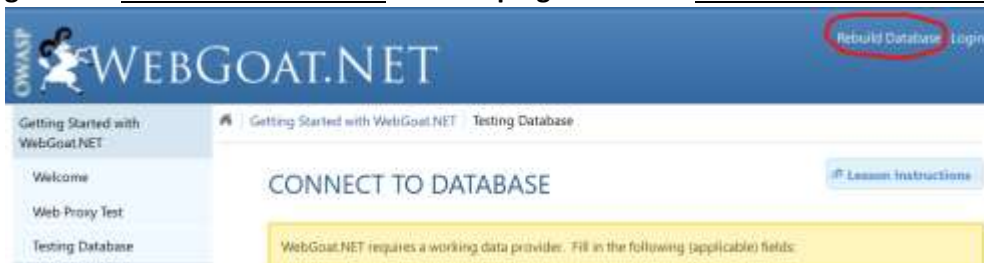 OWASP
WEBGOAT.NET
Rebuild Database Login
Getting Started with
WebGoat.NET
Getting Started with WebGoat.NET Testing Database
Welcome
CONNECT TO DATABASE
Lesson Instructions
Web Proxy Test
Testing Database
WebGoat.NET requires a working data provider. Fill in the following (applicable) fields: